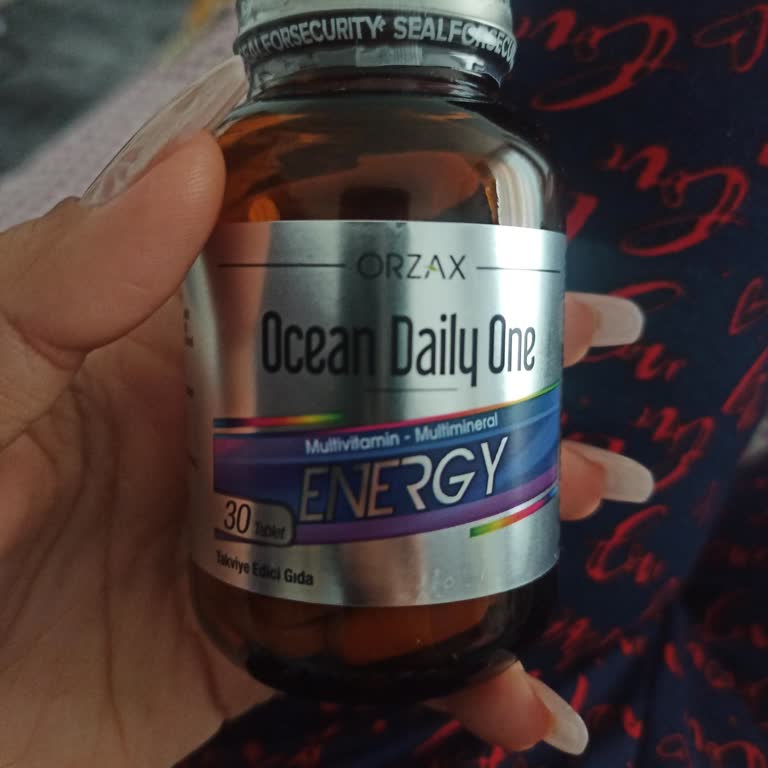 SEALFORSECURITY SEALFORSECU
ORZAX
Ocean Daily One
Multivitamin - Multimineral
ENERGY
30 Tablet
Takviye Edici Gıda